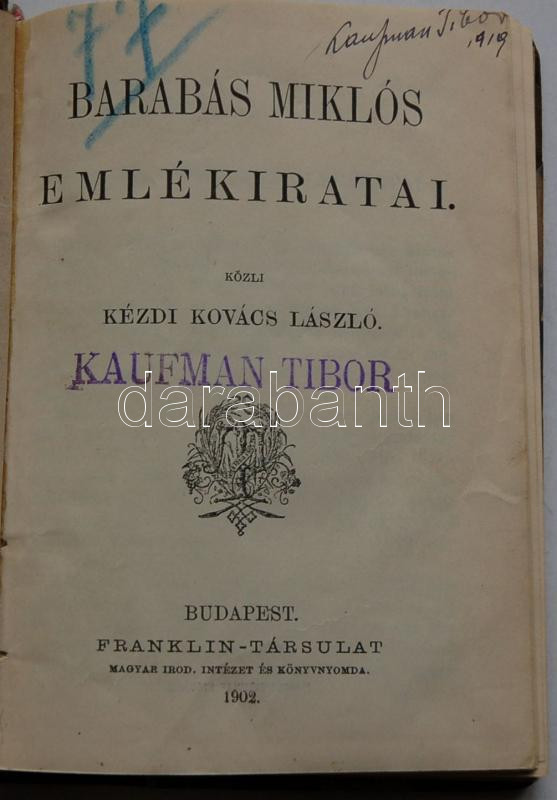 77
Kaufman Tibor
1919
BARABÁS MIKLÓS
EMLÉKIRATAI.
KÖZLI
KÉZDI KOVÁCS LÁSZLÓ.
KAUFMAN TIBOR
darabanth
BUDAPEST.
FRANKLIN-TÁRSULAT
MAGYAR IROD. INTÉZET ÉS KÖNYVNYOMDA.
1902.